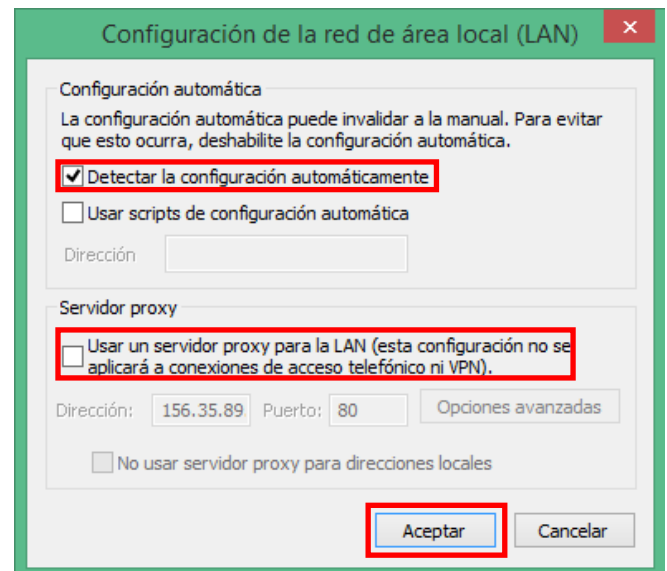 Configuración de la red de área local (LAN)
Configuración automática
La configuración automática puede invalidar a la manual. Para evitar
que esto ocurra, deshabilite la configuración automática.
Detectar la configuración automáticamente
Usar scripts de configuración automática
Dirección
Servidor proxy
Usar un servidor proxy para la LAN (esta configuración no se
aplicará a conexiones de acceso telefónico ni VPN).
Dirección: 156.35.89 Puerto: 80 Opciones avanzadas
No usar servidor proxy para direcciones locales
Aceptar Cancelar